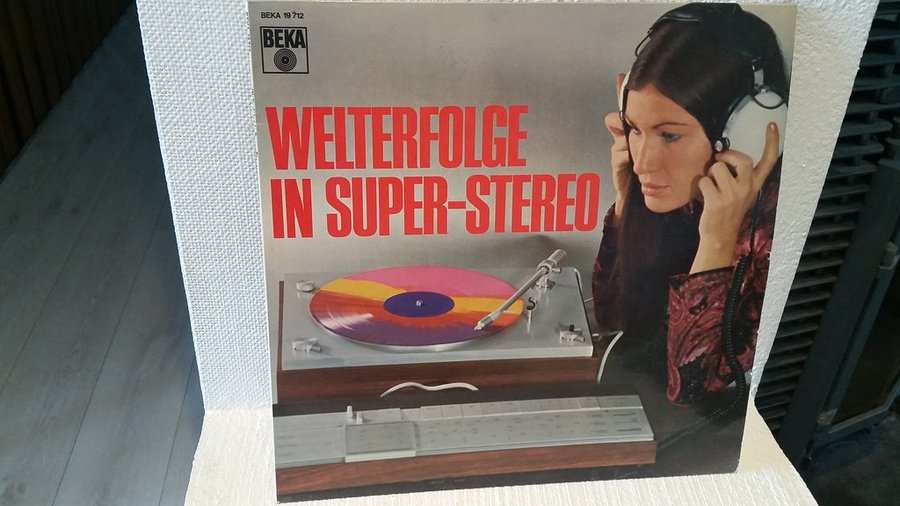 BEKA 19 712
BEKA
WELTERFOLGE
IN SUPER-STEREO